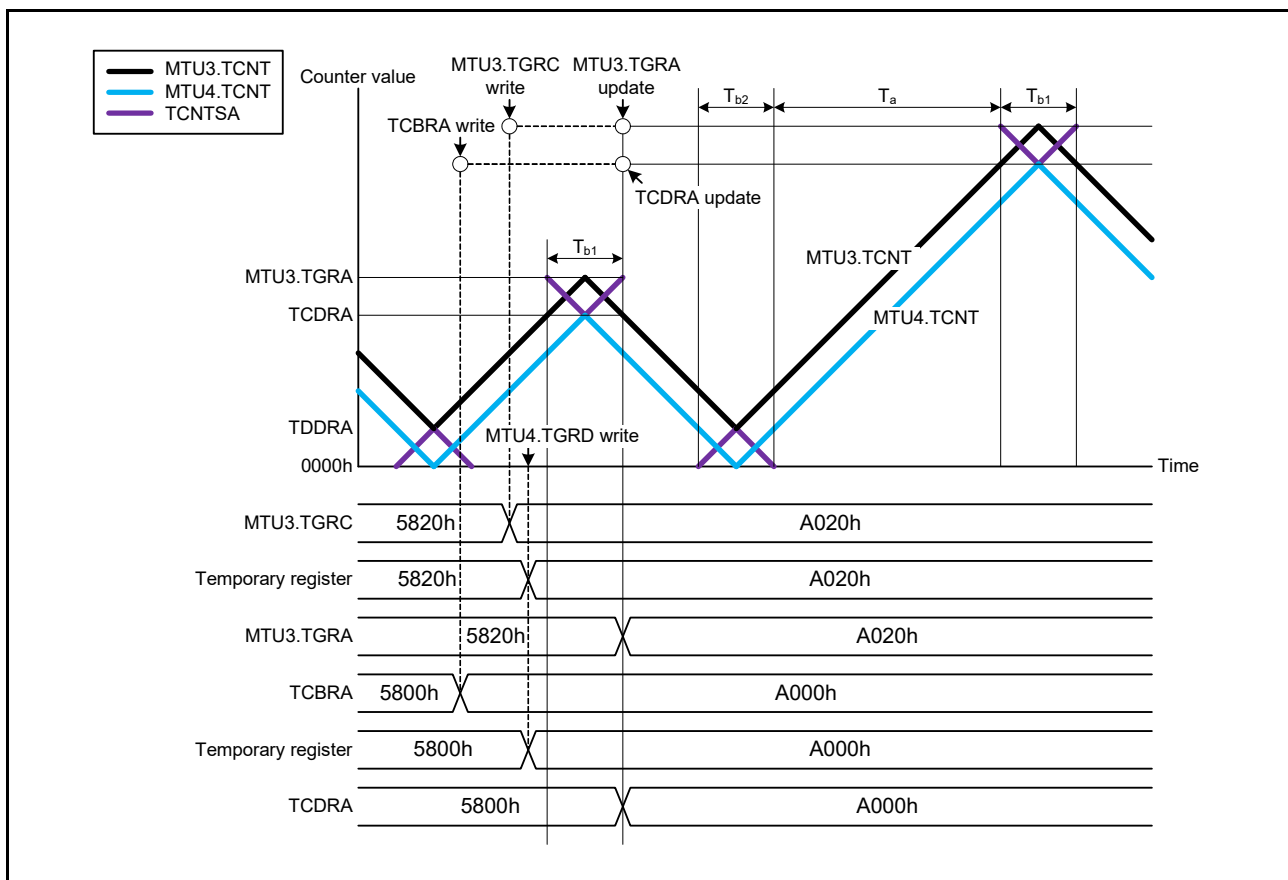 MTU3.TCNT
MTU4.TCNT
TCNTSA
Counter value
MTU3.TGRC
write
MTU3.TGRA
update
TCBRA write
TCDRA update
Tb2
Ta
Tb1
Tb1
MTU3.TGRA
TCDRA
TDDRA
0000h
MTU3.TCNT
MTU4.TCNT
MTU4.TGRD write
Time
MTU3.TGRC 5820h A020h
Temporary register 5820h A020h
MTU3.TGRA 5820h A020h
TCBRA 5800h A000h
Temporary register 5800h A000h
TCDRA 5800h A000h